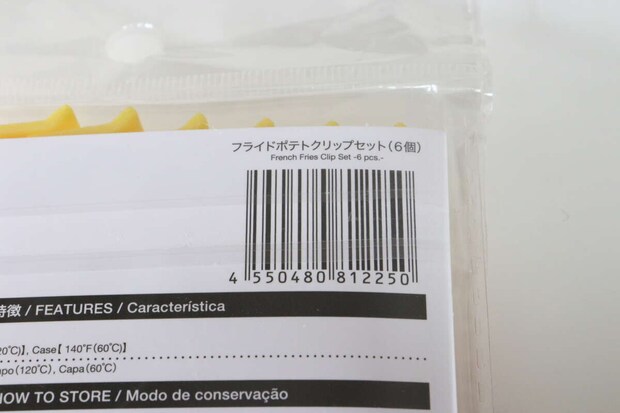 フライドポテトクリップセット(6個)
French Fries Clip Set -6 pcs.-
4 550480 812250
特徴 / FEATURES / Característica
20℃)】, Case【 140°F(60℃)】
mpo(120℃), Capa(60℃)
HOW TO STORE / Modo de conservação